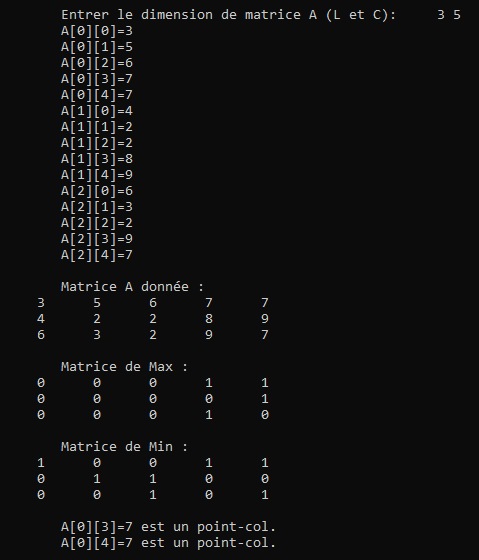 Entrer le dimension de matrice A (L et C): 3 5
A[0][0]=3
A[0][1]=5
A[0][2]=6
A[0][3]=7
A[0][4]=7
A[1][0]=4
A[1][1]=2
A[1][2]=2
A[1][3]=8
A[1][4]=9
A[2][0]=6
A[2][1]=3
A[2][2]=2
A[2][3]=9
A[2][4]=7
Matrice A donnée :
3 5 6 7 7
4 2 2 8 9
6 3 2 9 7
Matrice de Max :
0 0 0 1 1
0 0 0 0 1
0 0 0 1 0
Matrice de Min :
1 0 0 1 1
0 1 1 0 0
0 0 1 0 1
A[0][3]=7 est un point-col.
A[0][4]=7 est un point-col.